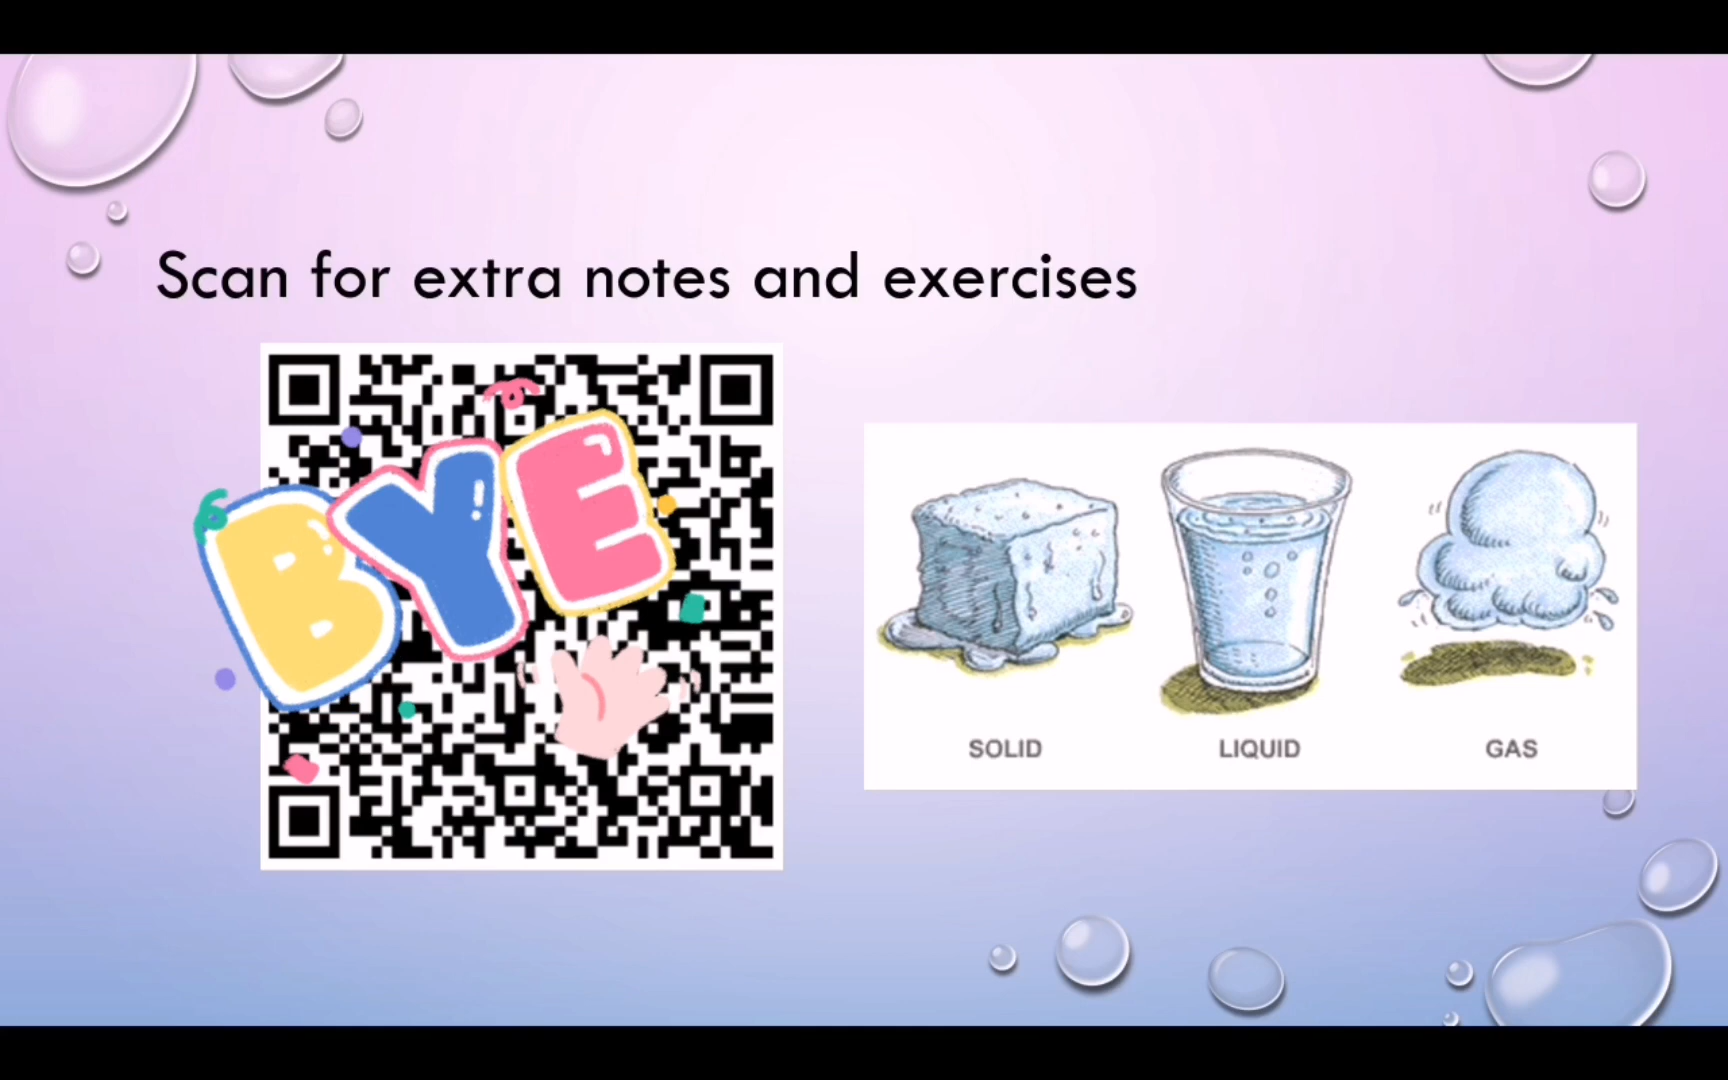 Scan for extra notes and exercises
BYE
SOLID LIQUID GAS